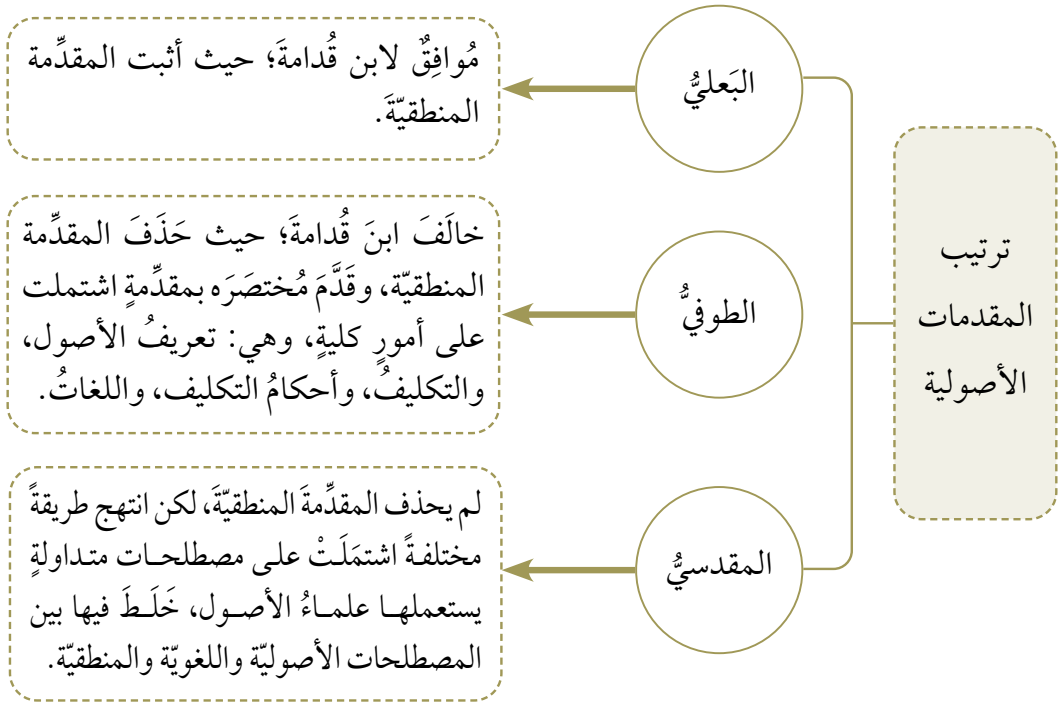 ترتيب
المقدمات
الأصولية
البَعليُّ
مُوافِقٌ لابن قُدامةَ؛ حيث أثبت المقدِّمة
المنطقيّةَ.
الطوفيُّ
خالَفَ ابنَ قُدامةَ؛ حيث حَذَفَ المقدِّمة
المنطقيّة، وقَدَّمَ مُختصَرَه بمقدِّمةٍ اشتملت
على أمورٍ كليةٍ، وهي: تعريفُ الأصول،
والتكليفُ، وأحكامُ التكليف، واللغاتُ.
المقدسيُّ
لم يحذف المقدِّمةَ المنطقيّةَ، لكن انتهج طريقةً
مختلفةً اشتمَلَتْ على مصطلحات متداولةٍ
يستعملها علماءُ الأصول، خَلَطَ فيها بين
المصطلحات الأصوليّة واللغويّة والمنطقيّة.